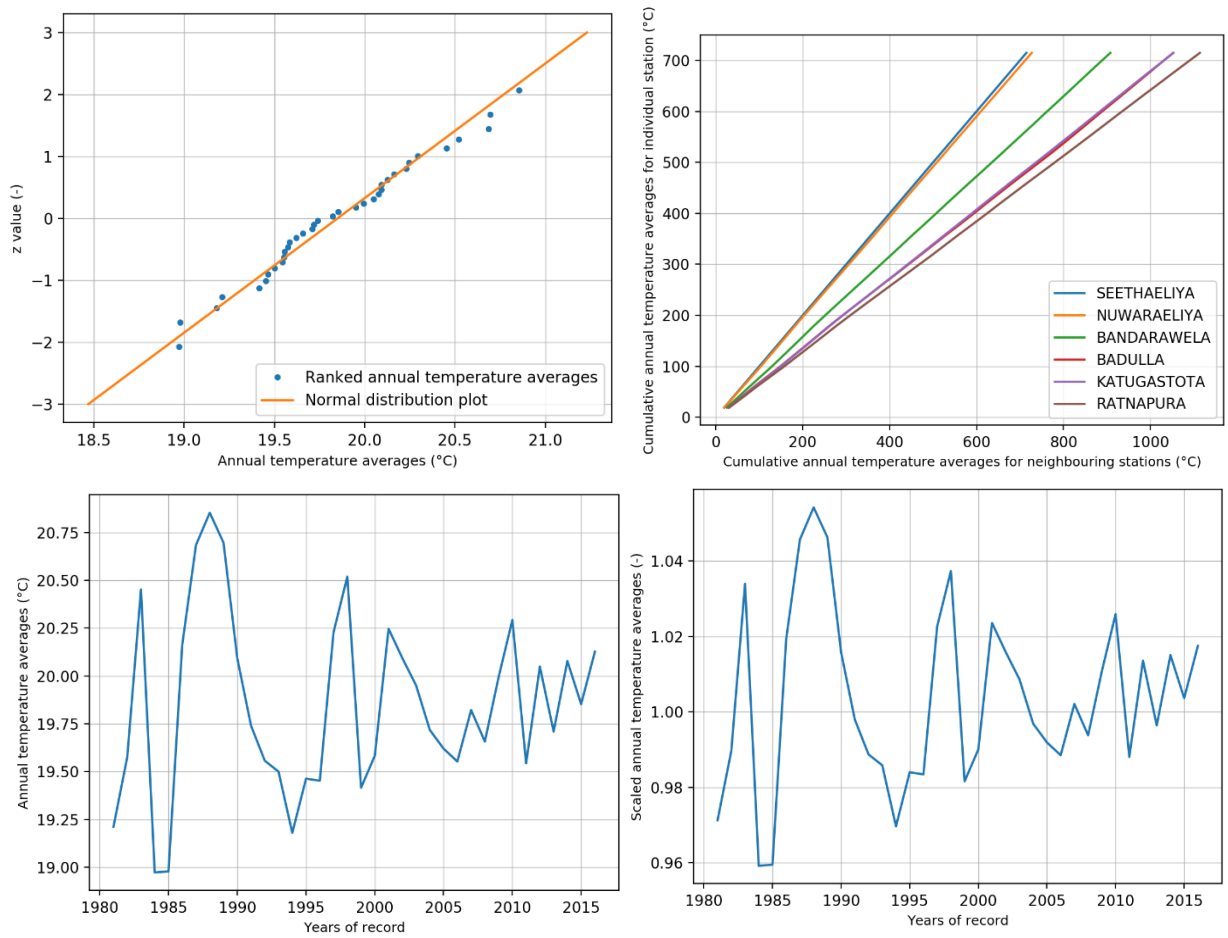 3
2
1
0
−1
−2
−3
z value (-)
18.5 19.0 19.5 20.0 20.5 21.0
Annual temperature averages (°C)
Ranked annual temperature averages
Normal distribution plot
700
600
500
400
300
200
100
0
Cumulative annual temperature averages for individual station (°C)
0 200 400 600 800 1000
Cumulative annual temperature averages for neighbouring stations (°C)
SEETHAELIYA
NUWARAELIYA
BANDARAWELA
BADULLA
KATUGASTOTA
RATNAPURA
20.75
20.50
20.25
20.00
19.75
19.50
19.25
19.00
Annual temperature averages (°C)
1980 1985 1990 1995 2000 2005 2010 2015
Years of record
1.04
1.02
1.00
0.98
0.96
Scaled annual temperature averages (-)
1980 1985 1990 1995 2000 2005 2010 2015
Years of record